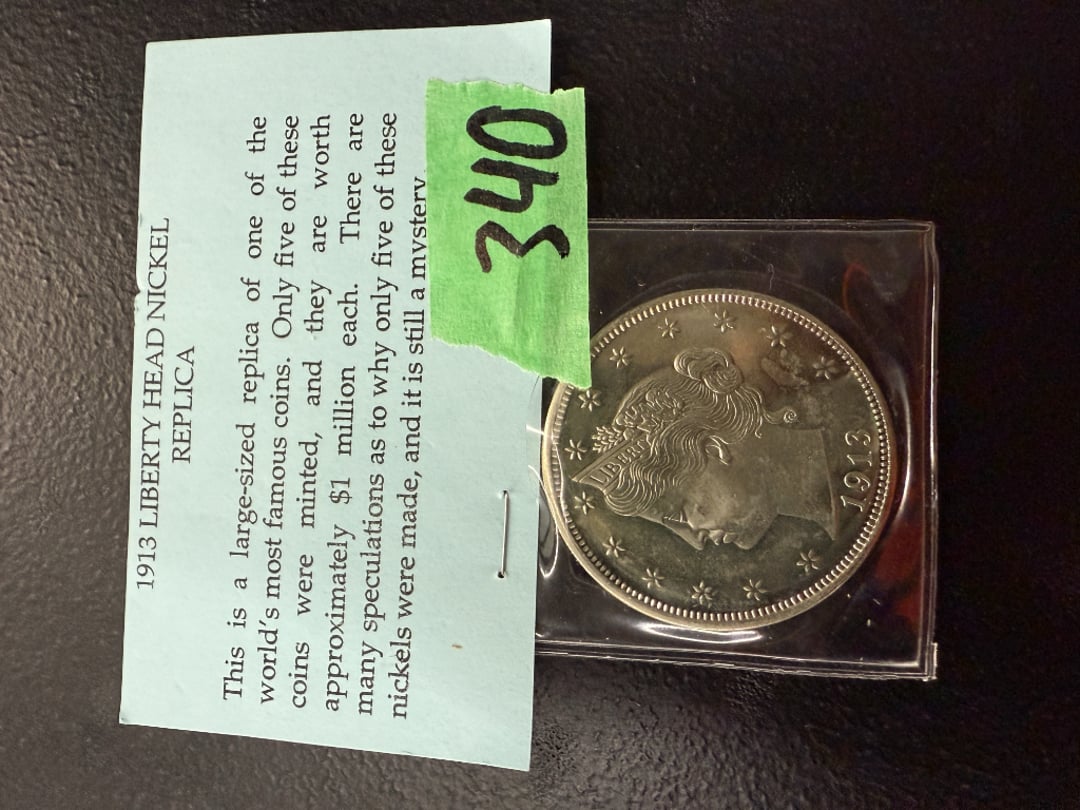 1913 LIBERTY HEAD NICKEL
REPLICA
This is a large-sized replica of one of the
world's most famous coins. Only five of these
coins were minted, and they are worth
approximately $1 million each. There are
many speculations as to why only five of these
nickels were made, and it is still a mystery
340
LIBERTY
1913